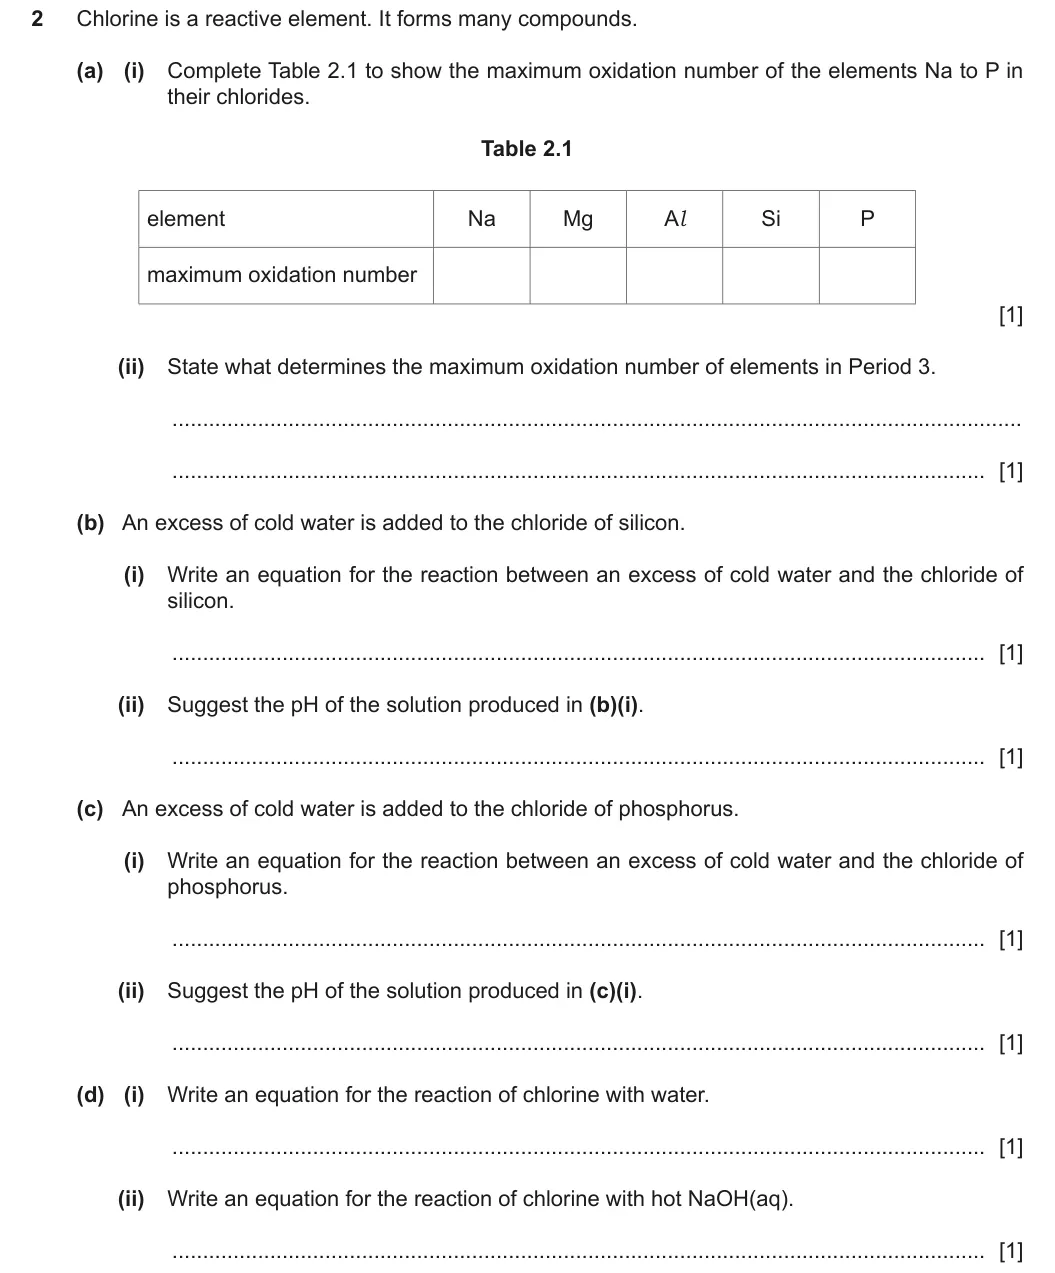 2 Chlorine is a reactive element. It forms many compounds.
(a) (i) Complete Table 2.1 to show the maximum oxidation number of the elements Na to P in
their chlorides.
Table 2.1
element Na Mg Al Si P
maximum oxidation number
[1]
(ii) State what determines the maximum oxidation number of elements in Period 3.
..........................................................................................................................................
.................................................................................................................................... [1]
(b) An excess of cold water is added to the chloride of silicon.
(i) Write an equation for the reaction between an excess of cold water and the chloride of
silicon.
.................................................................................................................................... [1]
(ii) Suggest the pH of the solution produced in (b)(i).
.................................................................................................................................... [1]
(c) An excess of cold water is added to the chloride of phosphorus.
(i) Write an equation for the reaction between an excess of cold water and the chloride of
phosphorus.
.................................................................................................................................... [1]
(ii) Suggest the pH of the solution produced in (c)(i).
.................................................................................................................................... [1]
(d) (i) Write an equation for the reaction of chlorine with water.
.................................................................................................................................... [1]
(ii) Write an equation for the reaction of chlorine with hot NaOH(aq).
.................................................................................................................................... [1]